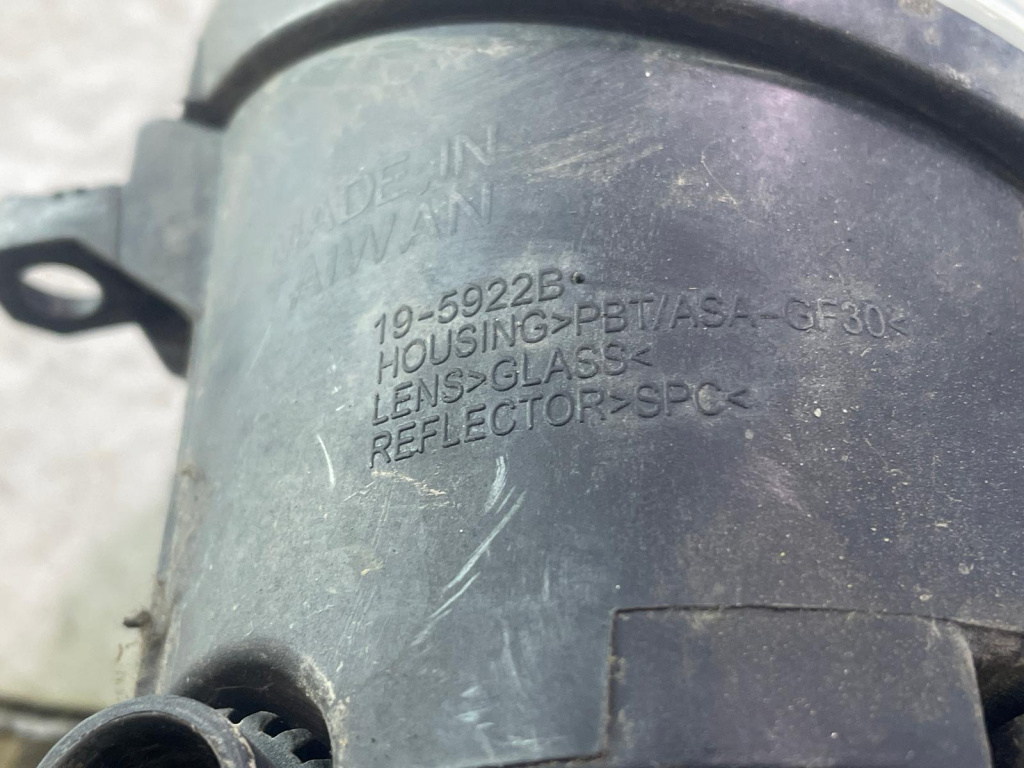 MADE IN
TAIWAN
19-5922B
HOUSING>PBT/ASA-GF30<
LENS>GLASS<
REFLECTOR>SPC<